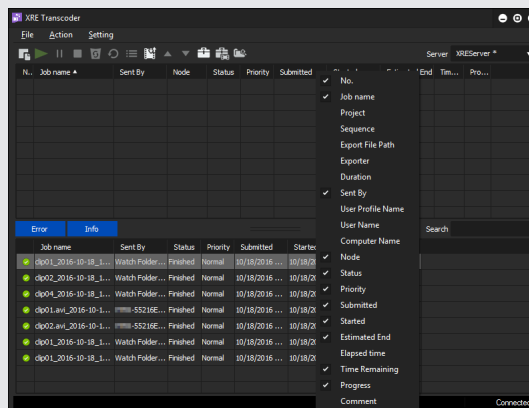 XRE Transcoder
File Action Setting
Server XREServer *
N.. Job name Sent By Node Status Priority Submitted End Tim... Pro...
No.
Job name
Project
Sequence
Export File Path
Exporter
Duration
Sent By
User Profile Name
User Name
Computer Name
Node
Status
Priority
Submitted
Started
Estimated End
Elapsed time
Time Remaining
Progress
Comment
Error Info Search
Job name Sent By Status Priority Submitted Started
clip01_2016-10-18_1... Watch Folder... Finished Normal 10/18/2016 ... 10/18/20
clip02_2016-10-18_1... Watch Folder... Finished Normal 10/18/2016 ... 10/18/20
clip04_2016-10-18_1... Watch Folder... Finished Normal 10/18/2016 ... 10/18/20
clip01.avi_2016-10-1... -55216E... Finished Normal 10/18/2016 ... 10/18/20
clip02.avi_2016-10-1... -55216E... Finished Normal 10/18/2016 ... 10/18/20
clip01_2016-10-18_1... Watch Folder... Finished Normal 10/18/2016 ... 10/18/20
clip01_2016-10-18_1... Watch Folder... Finished Normal 10/18/2016 ... 10/18/20
Connected